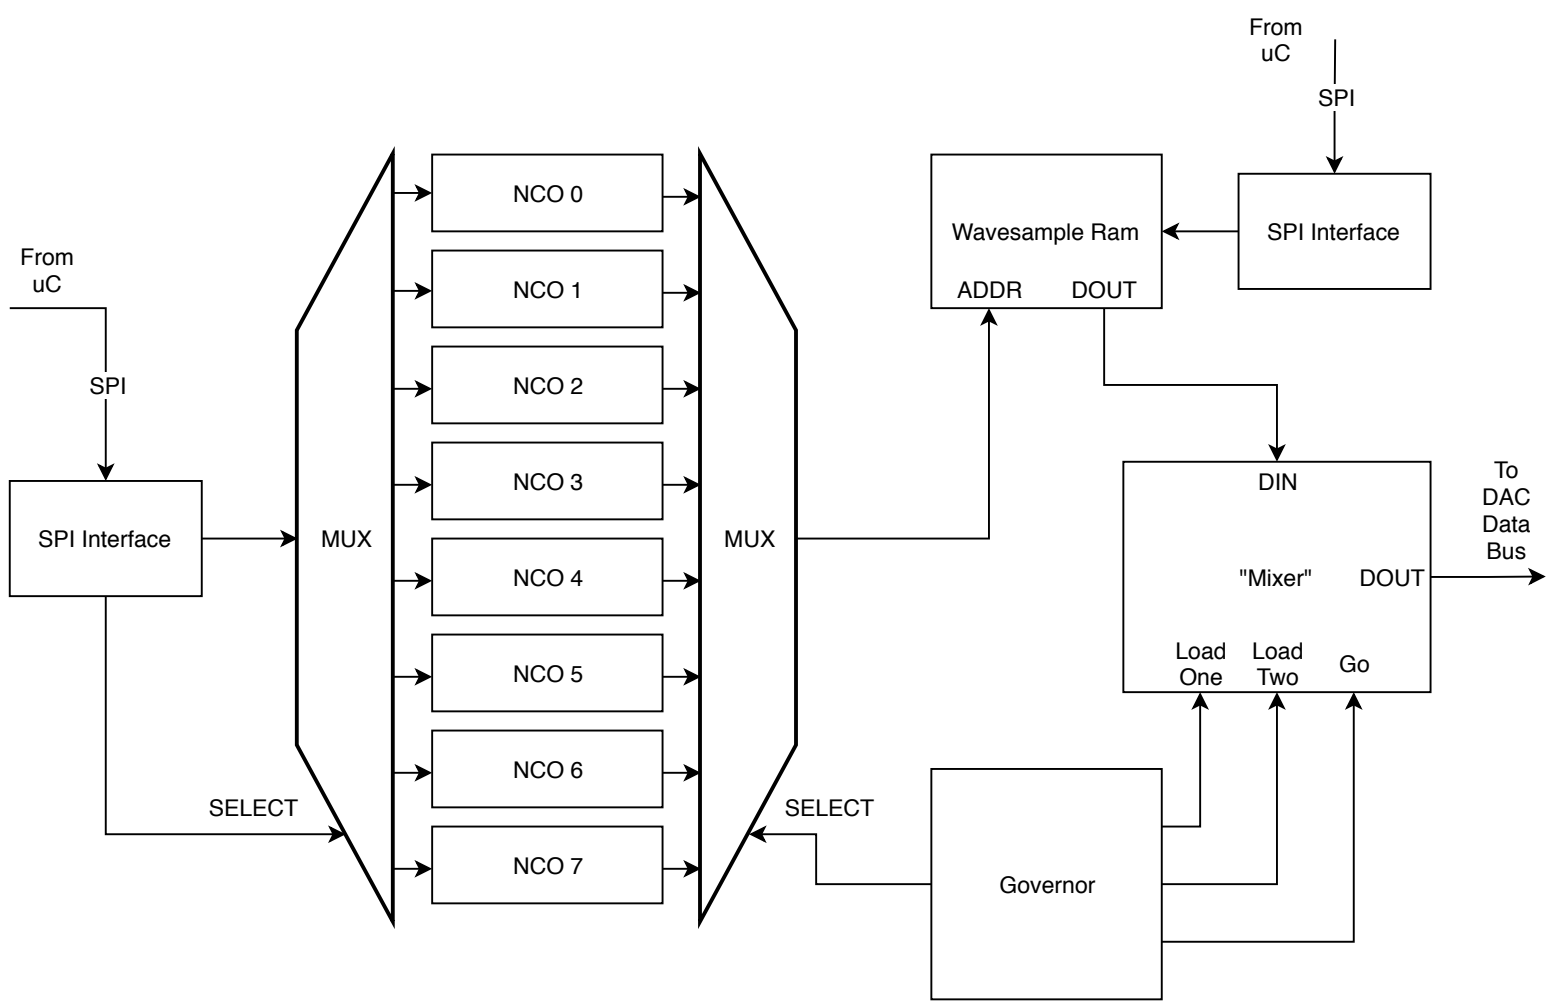 From
uC
SPI
NCO 0
Wavesample Ram
SPI Interface
From
uC
NCO 1
ADDR
DOUT
SPI
NCO 2
NCO 3
DIN
To
DAC
Data
Bus
SPI Interface
MUX
MUX
NCO 4
"Mixer"
DOUT
NCO 5
Load
One
Load
Two
Go
NCO 6
SELECT
SELECT
NCO 7
Governor